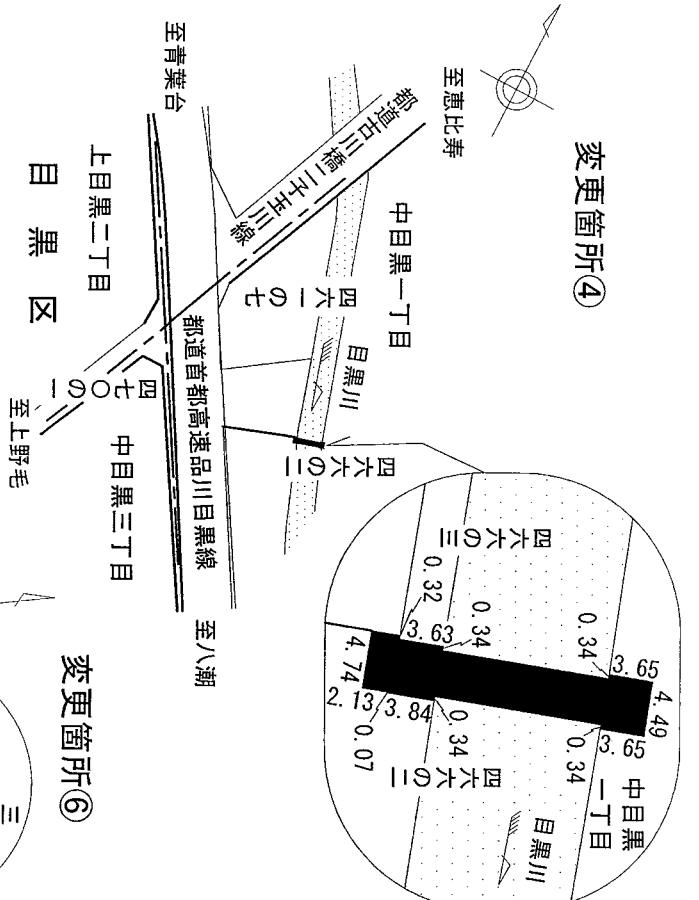 変更箇所④
至恵比寿
至青葉台
都道古川橋二子玉川線
中目黒一丁目
四六一の七
目黒川
上目黒二丁目
目黒区
都道首都高速品川目黒線
四六六の二
四七〇の一
至上野毛
中目黒三丁目
至八潮
四六六の三
0.32
3.63
0.34
0.34
3.65
4.49
4.74
2.13
3.84
0.07
0.34
0.34
3.65
四六六の二
中目黒
一丁目
目黒川
変更箇所⑥
三